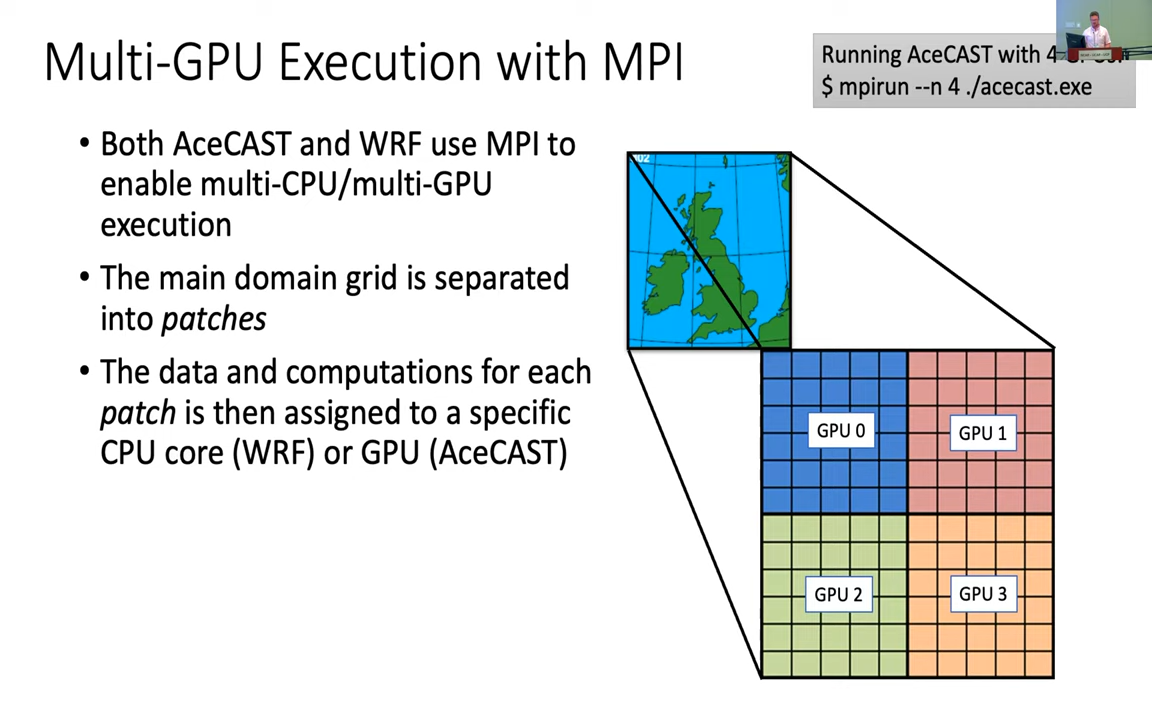 Multi-GPU Execution with MPI
Running AceCAST with 4
$ mpirun --n 4 ./acecast.exe
• Both AceCAST and WRF use MPI to
enable multi-CPU/multi-GPU
execution
• The main domain grid is separated
into patches
• The data and computations for each
patch is then assigned to a specific
CPU core (WRF) or GPU (AceCAST)
GPU 0
GPU 1
GPU 2
GPU 3